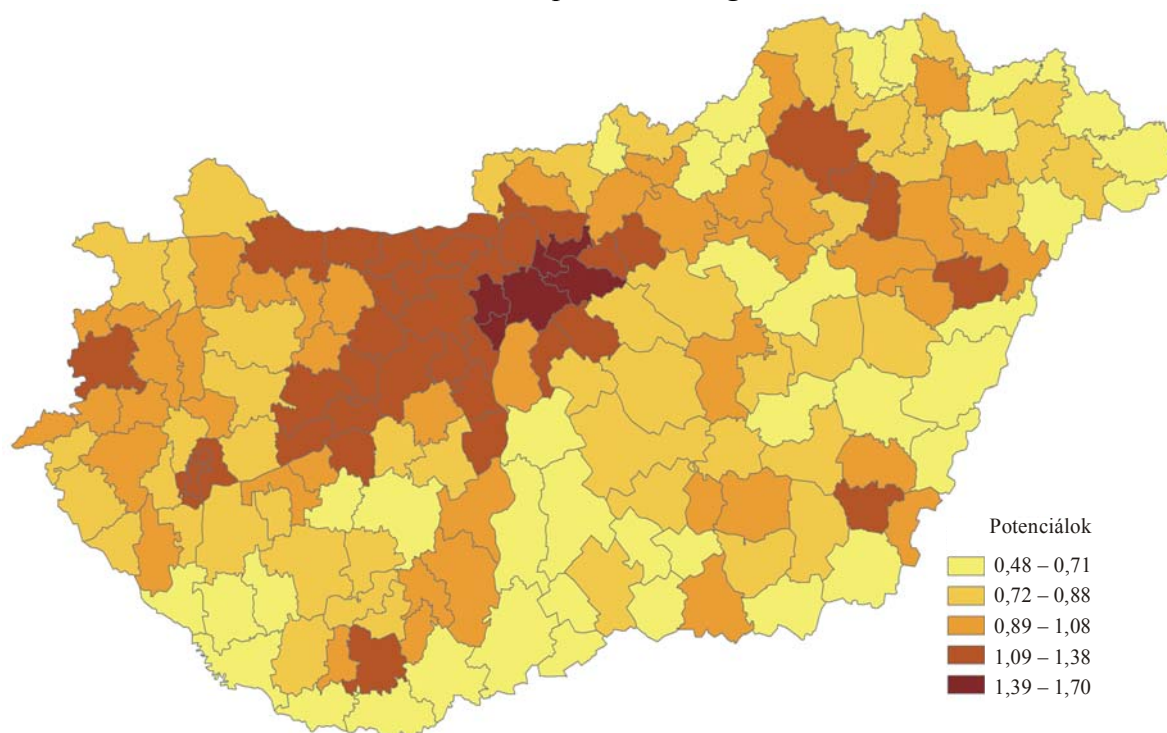 Potenciálok
0,48 – 0,71
0,72 – 0,88
0,89 – 1,08
1,09 – 1,38
1,39 – 1,70